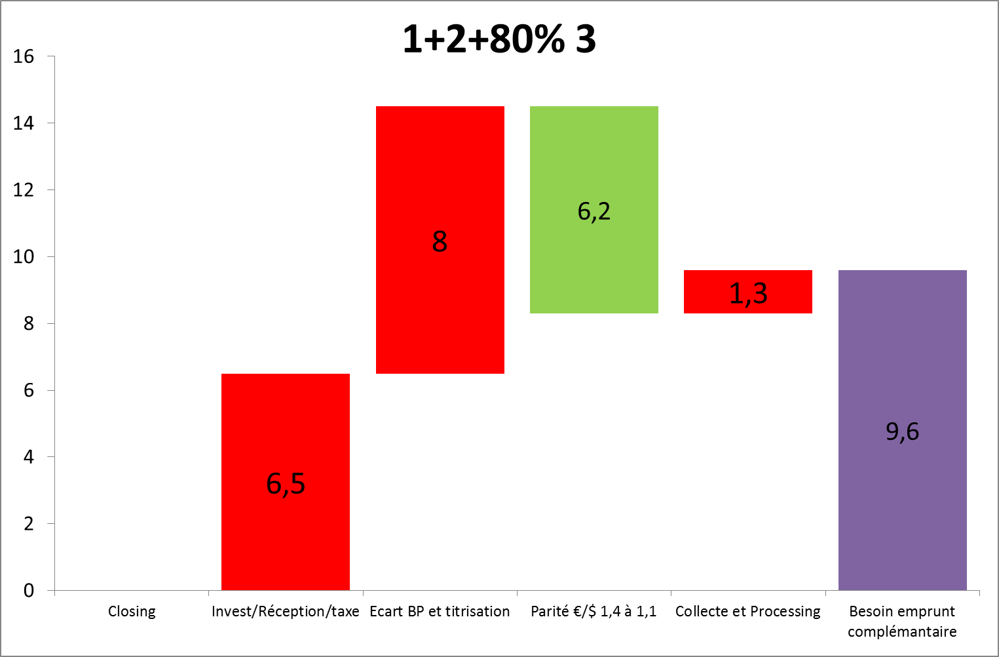 1+2+80% 3
16
14
12
10
8
6
4
2
0
6,5
8
6,2
1,3
9,6
Closing
Invest/Réception/taxe
Ecart BP et titrisation
Parité €/$ 1,4 à 1,1
Collecte et Processing
Besoin emprunt
complémantaire